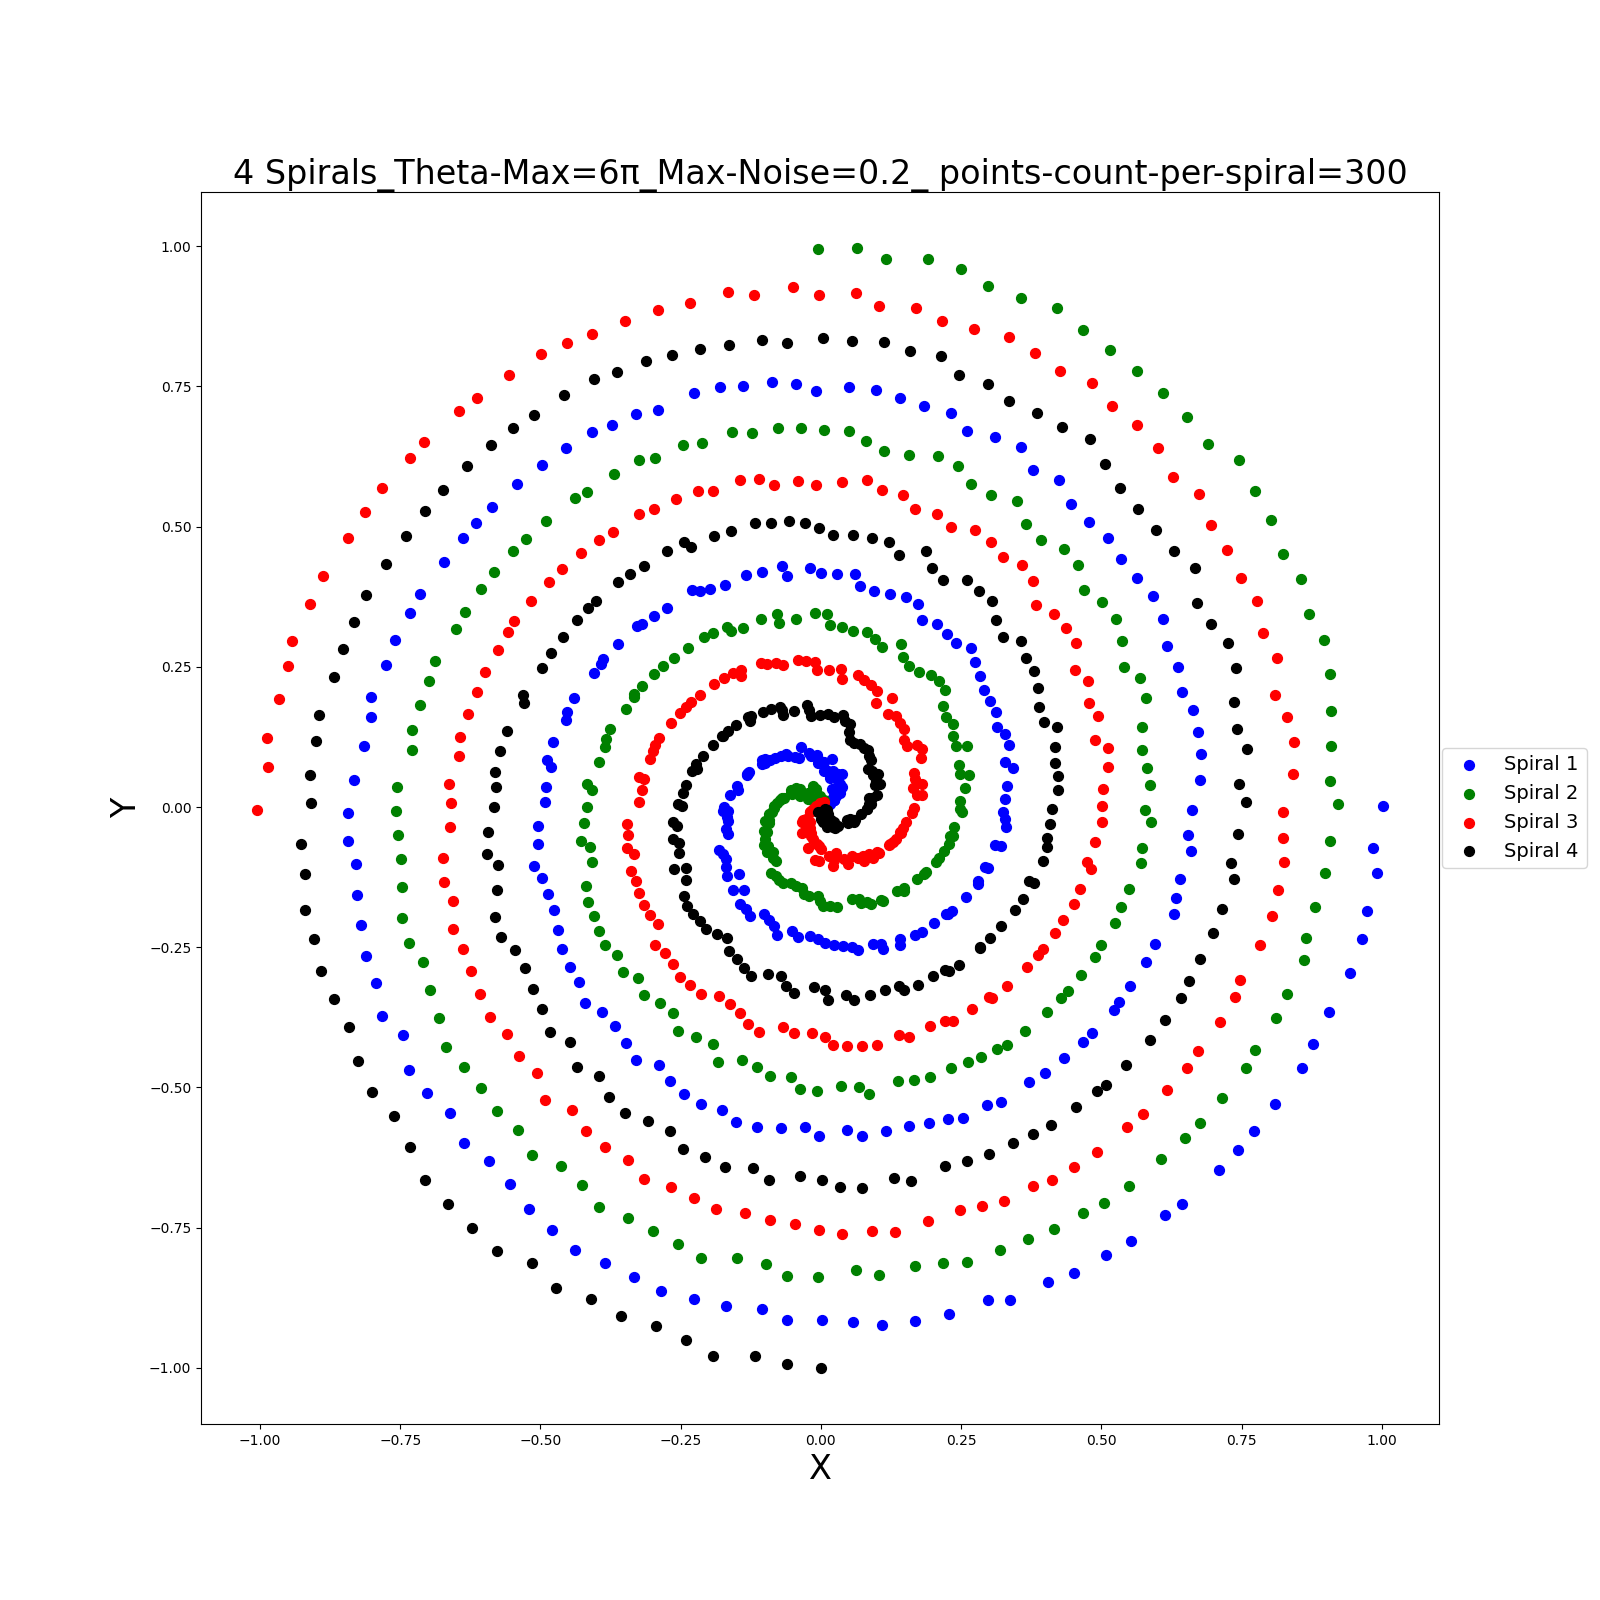 4 Spirals_Theta-Max=6π_Max-Noise=0.2_ points-count-per-spiral=300
1.00
0.75
0.50
0.25
0.00
−0.25
−0.50
−0.75
−1.00
Y
Spiral 1
Spiral 2
Spiral 3
Spiral 4
−1.00 −0.75 −0.50 −0.25 0.00 0.25 0.50 0.75 1.00
X